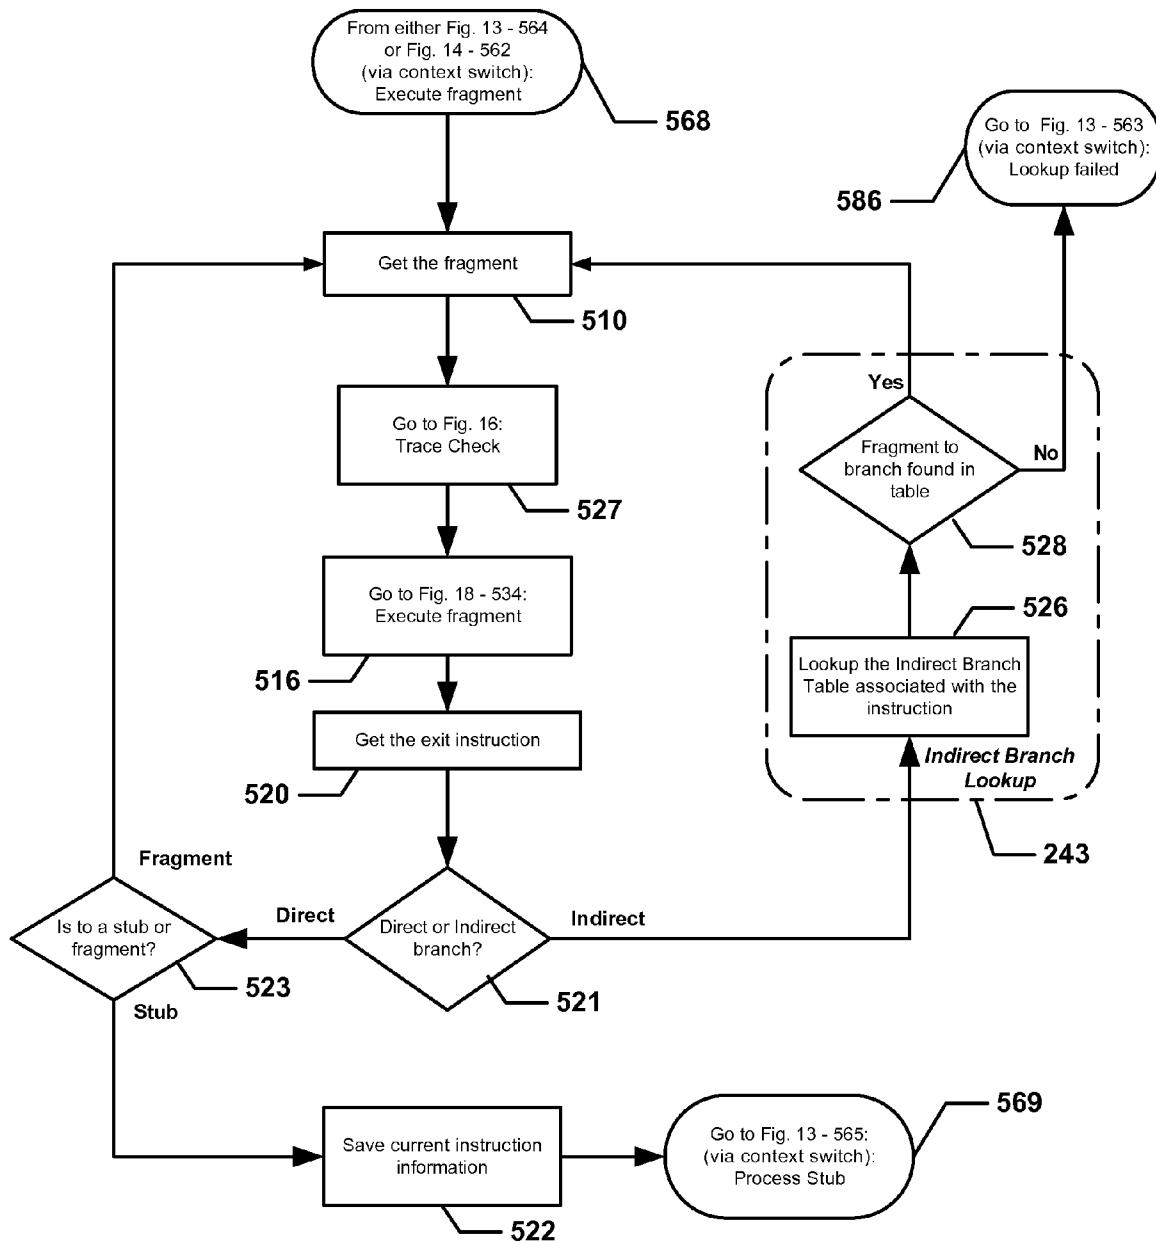 From either Fig. 13 - 564
or Fig. 14 - 562
(via context switch):
Execute fragment
568
Go to Fig. 13 - 563
(via context switch):
Lookup failed
586
Get the fragment
510
Go to Fig. 16:
Trace Check
527
Yes
Fragment to
branch found in
table
No
528
Go to Fig. 18 - 534:
Execute fragment
516
526
Lookup the Indirect Branch
Table associated with the
instruction
Indirect Branch
Lookup
243
Get the exit instruction
520
Fragment
Is to a stub or
fragment?
523
Direct
Direct or Indirect
branch?
521
Indirect
Stub
Save current instruction
information
522
Go to Fig. 13 - 565:
(via context switch):
Process Stub
569